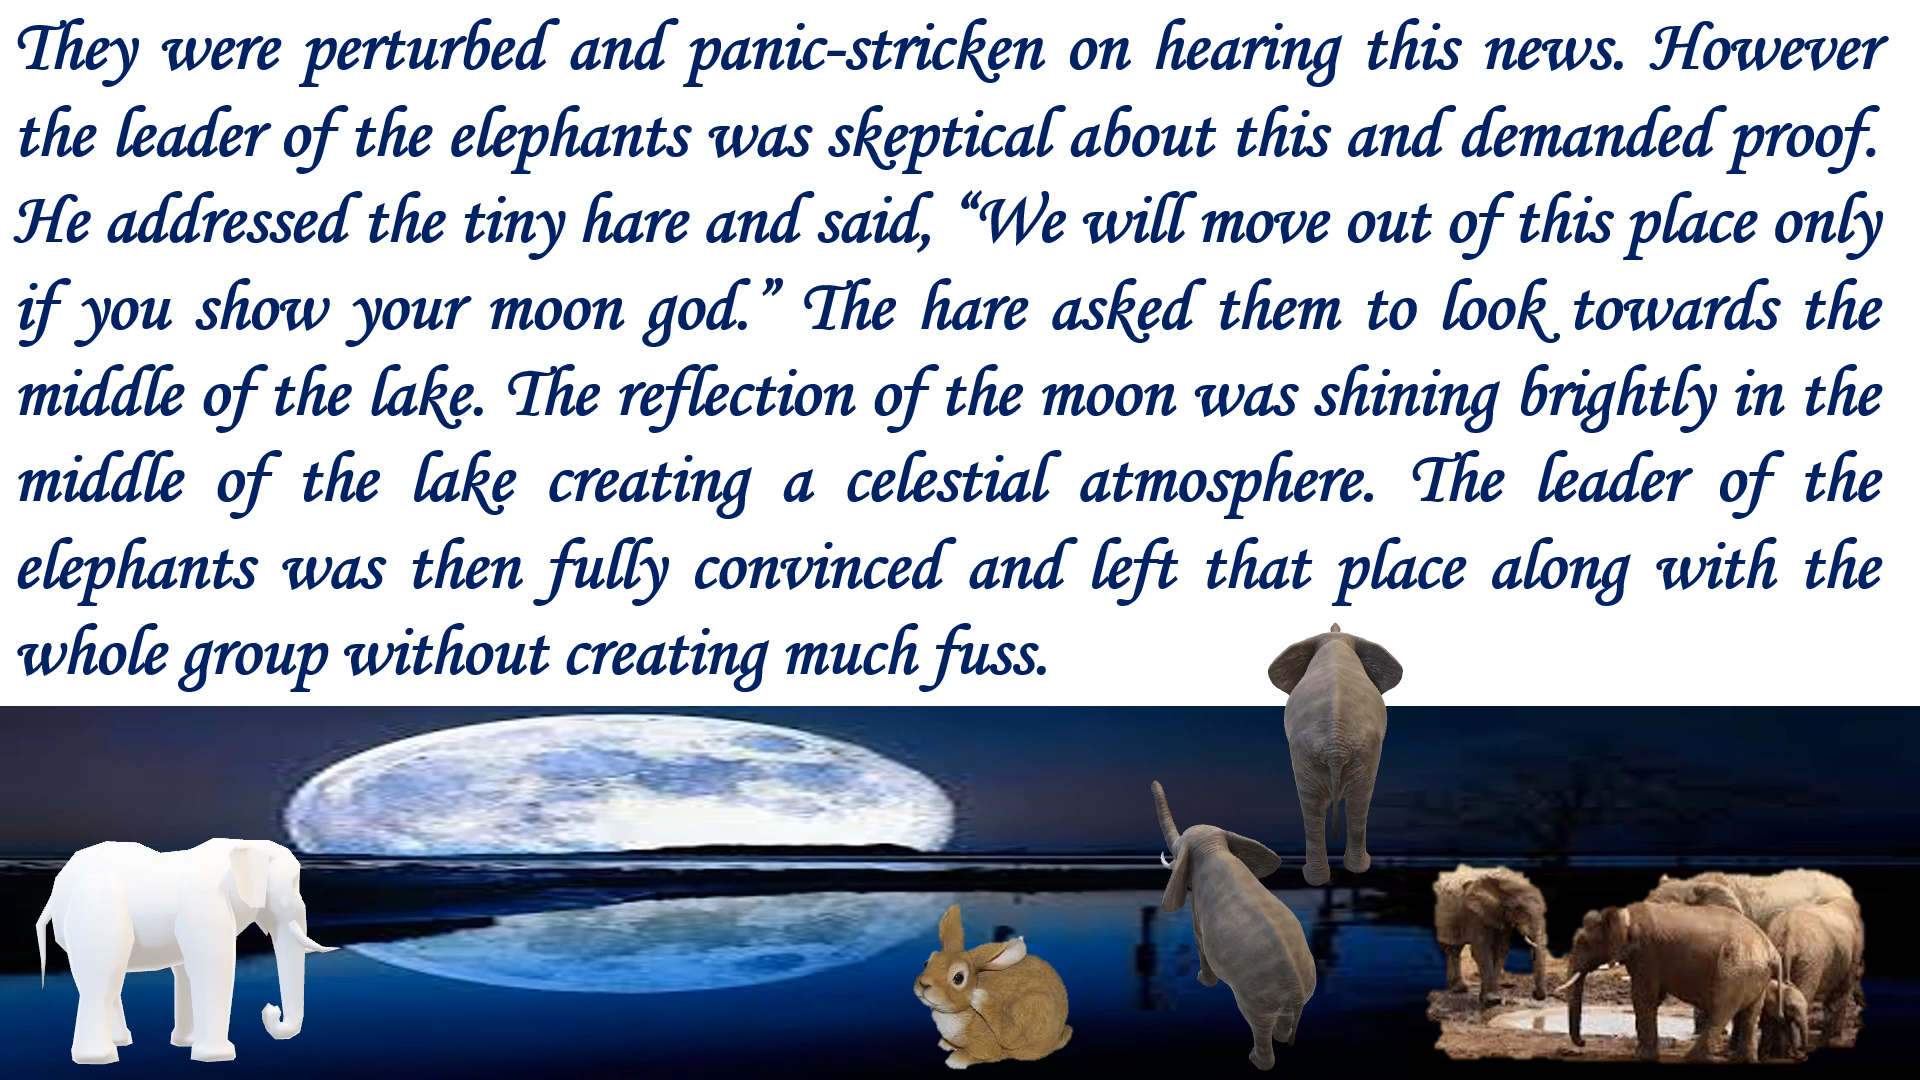 They were perturbed and panic-stricken on hearing this news. However
the leader of the elephants was skeptical about this and demanded proof.
He addressed the tiny hare and said, “We will move out of this place only
if you show your moon god.” The hare asked them to look towards the
middle of the lake. The reflection of the moon was shining brightly in the
middle of the lake creating a celestial atmosphere. The leader of the
elephants was then fully convinced and left that place along with the
whole group without creating much fuss.